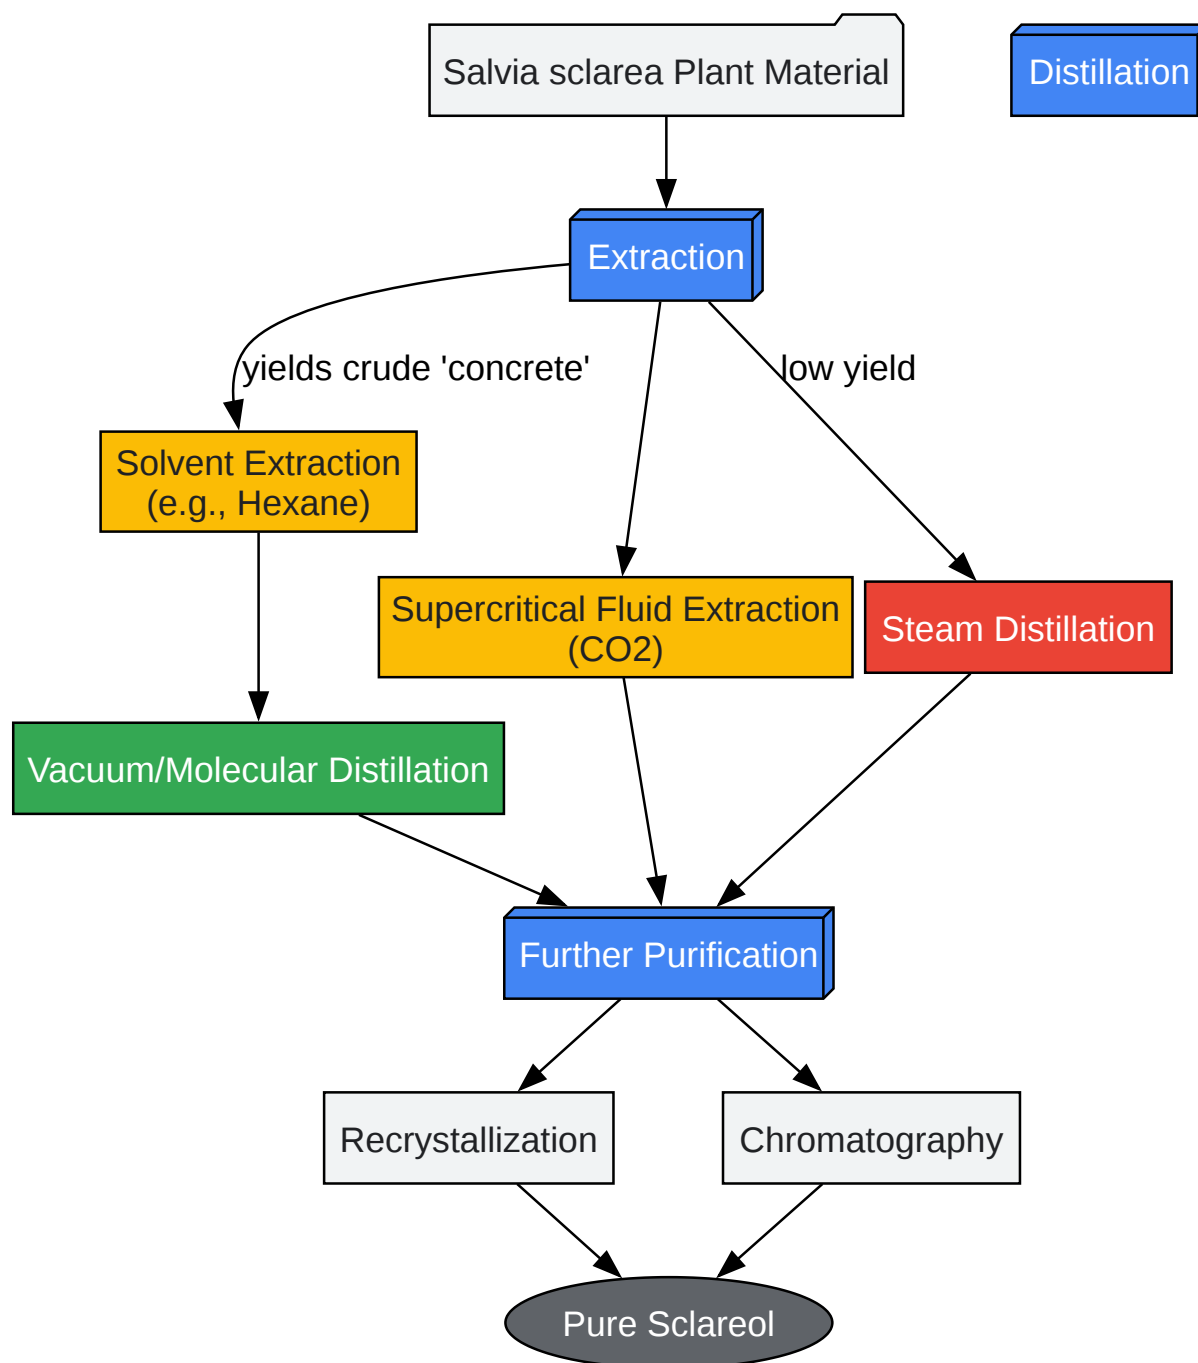 Salvia sclarea Plant Material
Distillation
Extraction
yields crude 'concrete'
low yield
Solvent Extraction
(e.g., Hexane)
Supercritical Fluid Extraction
(CO2)
Steam Distillation
Vacuum/Molecular Distillation
Further Purification
Recrystallization
Chromatography
Pure Sclareol